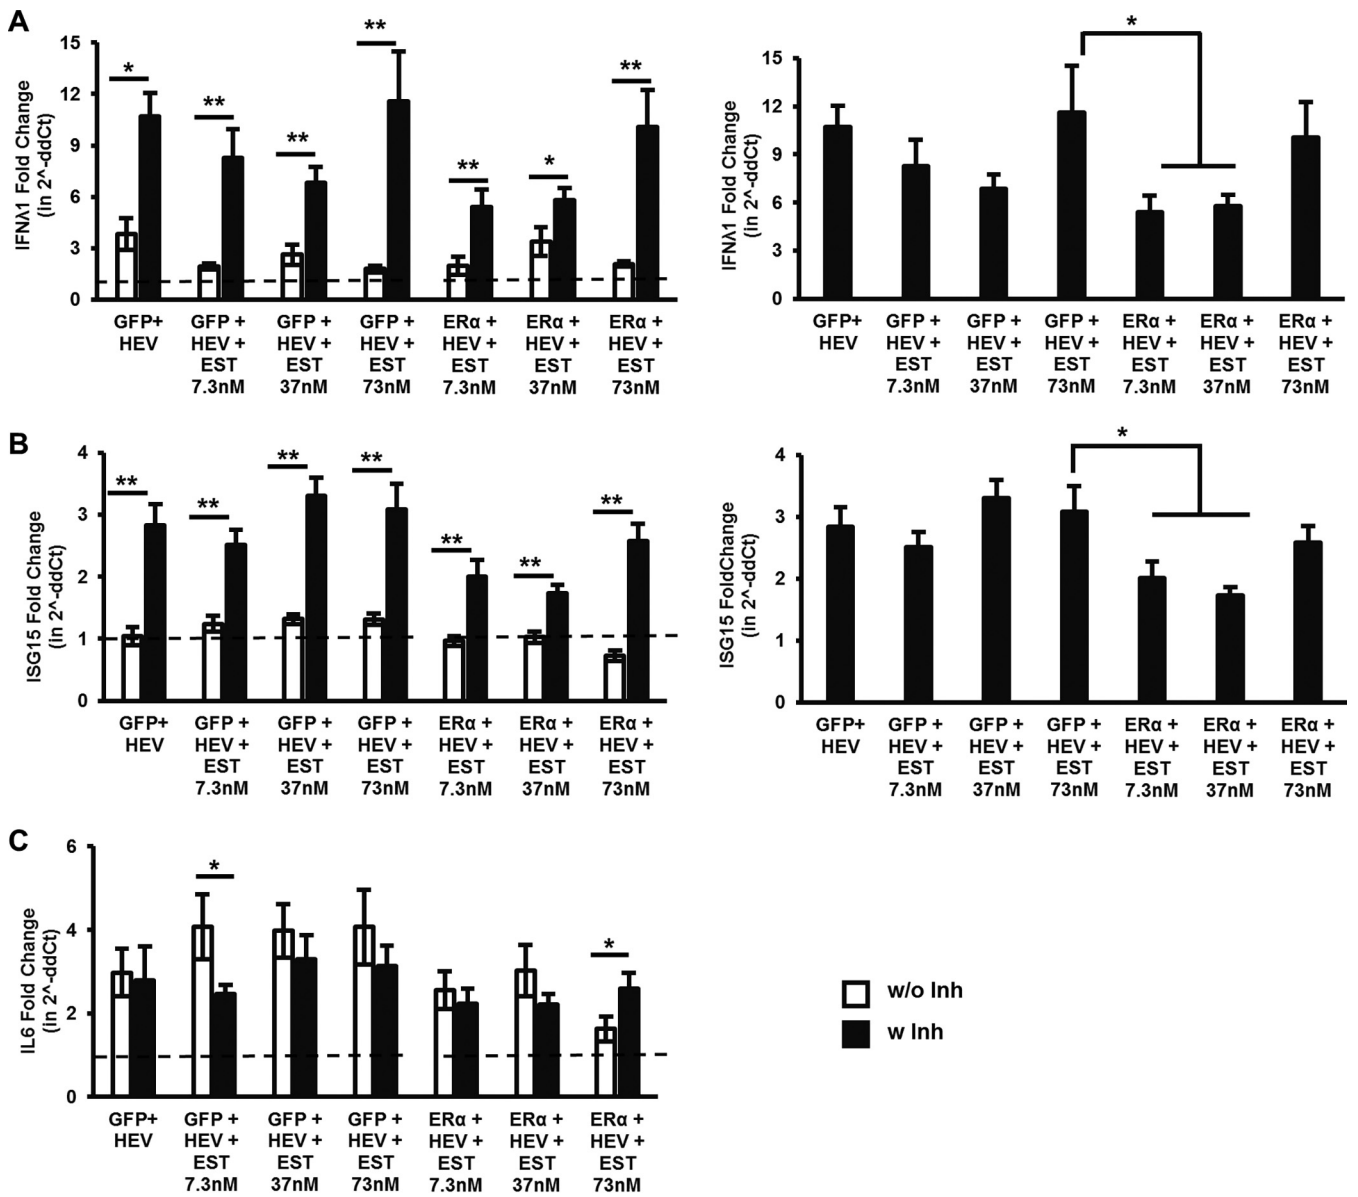 A
IFNλ1 Fold Change
(in 2^-ddCt)
15
12
9
6
3
0
*
**
**
**
**
*
**
GFP+
HEV
GFP +
HEV +
EST
7.3nM
GFP +
HEV +
EST
37nM
GFP +
HEV +
EST
73nM
ERα +
HEV +
EST
7.3nM
ERα +
HEV +
EST
37nM
ERα +
HEV +
EST
73nM
IFNλ1 Fold Change
(in 2^-ddCt)
15
12
9
6
3
0
*
GFP+
HEV
GFP +
HEV +
EST
7.3nM
GFP +
HEV +
EST
37nM
GFP +
HEV +
EST
73nM
ERα +
HEV +
EST
7.3nM
ERα +
HEV +
EST
37nM
ERα +
HEV +
EST
73nM
B
ISG15 Fold Change
(in 2^-ddCt)
4
3
2
1
0
**
**
**
**
**
**
**
GFP+
HEV
GFP +
HEV +
EST
7.3nM
GFP +
HEV +
EST
37nM
GFP +
HEV +
EST
73nM
ERα +
HEV +
EST
7.3nM
ERα +
HEV +
EST
37nM
ERα +
HEV +
EST
73nM
ISG15 FoldChange
(in 2^-ddCt)
4
3
2
1
0
*
GFP+
HEV
GFP +
HEV +
EST
7.3nM
GFP +
HEV +
EST
37nM
GFP +
HEV +
EST
73nM
ERα +
HEV +
EST
7.3nM
ERα +
HEV +
EST
37nM
ERα +
HEV +
EST
73nM
C
IL6 Fold Change
(in 2^-ddCt)
6
4
2
0
*
*
GFP+
HEV
GFP +
HEV +
EST
7.3nM
GFP +
HEV +
EST
37nM
GFP +
HEV +
EST
73nM
ERα +
HEV +
EST
7.3nM
ERα +
HEV +
EST
37nM
ERα +
HEV +
EST
73nM
w/o Inh
w Inh